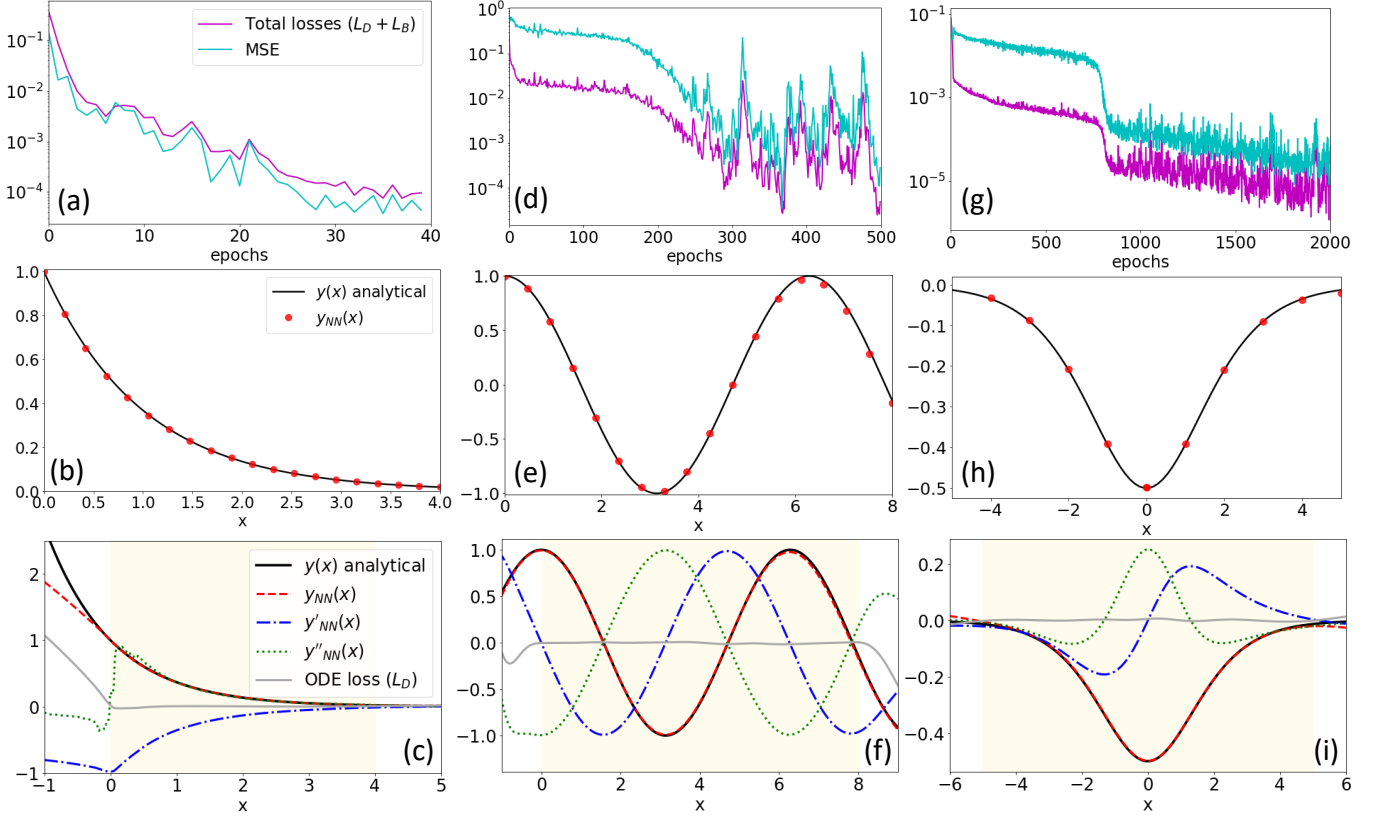 10⁻¹
10⁻²
10⁻³
10⁻⁴
Total losses (L_D + L_B)
MSE
(a)
0 10 20 30 40
epochs
10⁰
10⁻¹
10⁻²
10⁻³
10⁻⁴
(d)
0 100 200 300 400 500
epochs
10⁻¹
10⁻³
10⁻⁵
(g)
0 500 1000 1500 2000
epochs
1.0
0.8
0.6
0.4
0.2
0.0
y(x) analytical
y_NN(x)
(b)
0.0 0.5 1.0 1.5 2.0 2.5 3.0 3.5 4.0
x
1.0
0.5
0.0
−0.5
−1.0
(e)
0 2 4 6 8
x
0.0
−0.1
−0.2
−0.3
−0.4
−0.5
(h)
−4 −2 0 2 4
x
2
1
0
−1
y(x) analytical
y_NN(x)
y′_NN(x)
y″_NN(x)
ODE loss (L_D)
(c)
−1 0 1 2 3 4 5
x
1.0
0.5
0.0
−0.5
−1.0
(f)
0 2 4 6 8
x
0.2
0.0
−0.2
−0.4
(i)
−6 −4 −2 0 2 4 6
x